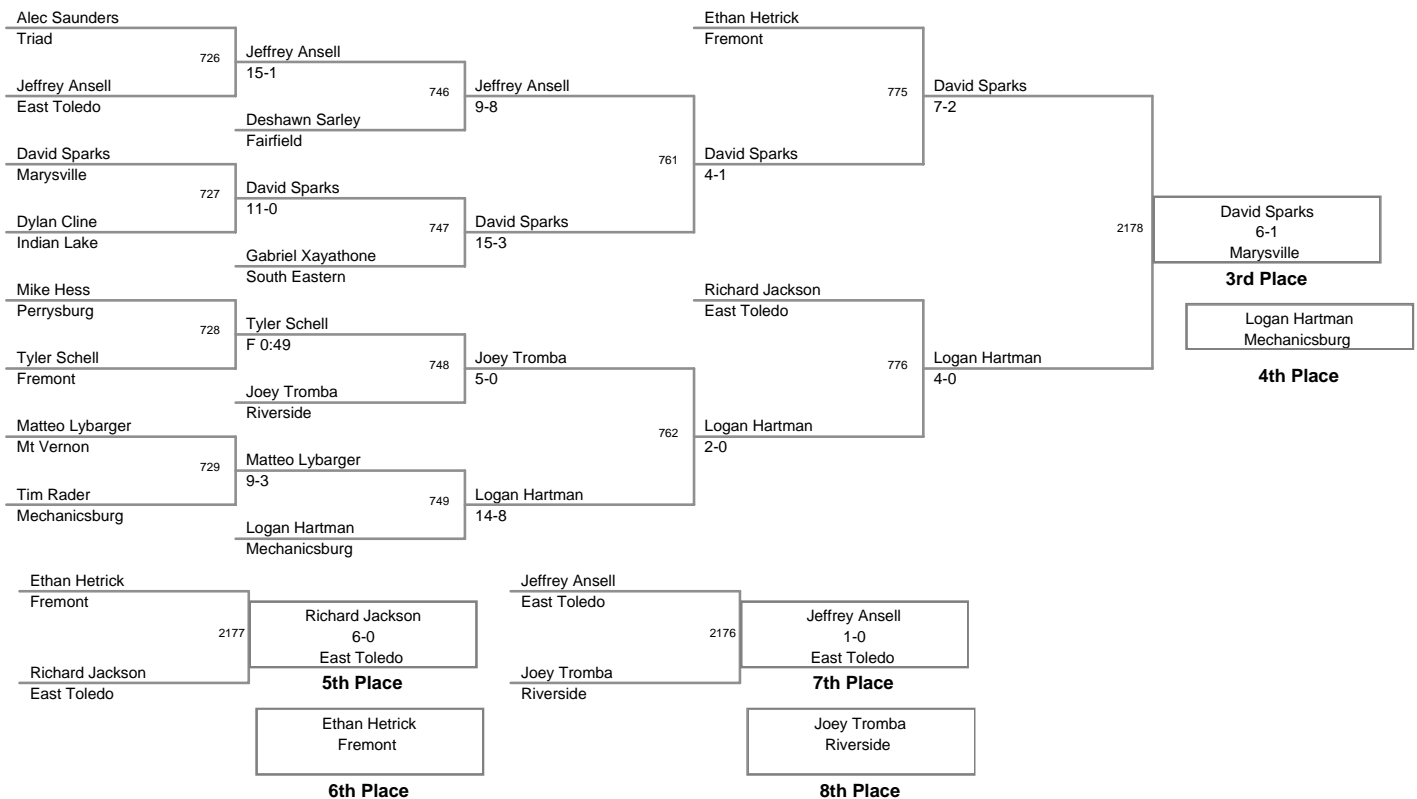 Alec Saunders
Triad
726
Jeffrey Ansell
15-1
Jeffrey Ansell
East Toledo
746
Jeffrey Ansell
9-8
Deshawn Sarley
Fairfield
David Sparks
Marysville
727
David Sparks
11-0
Dylan Cline
Indian Lake
747
David Sparks
15-3
Gabriel Xayathone
South Eastern
761
David Sparks
4-1
Ethan Hetrick
Fremont
775
David Sparks
7-2
Mike Hess
Perrysburg
728
Tyler Schell
F 0:49
Tyler Schell
Fremont
748
Joey Tromba
5-0
Joey Tromba
Riverside
Matteo Lybarger
Mt Vernon
729
Matteo Lybarger
9-3
Tim Rader
Mechanicsburg
749
Logan Hartman
14-8
Logan Hartman
Mechanicsburg
762
Logan Hartman
2-0
Richard Jackson
East Toledo
776
Logan Hartman
4-0
2178
David Sparks
6-1
Marysville
3rd Place
Logan Hartman
Mechanicsburg
4th Place
Ethan Hetrick
Fremont
2177
Richard Jackson
East Toledo
Richard Jackson
6-0
East Toledo
5th Place
Ethan Hetrick
Fremont
6th Place
Jeffrey Ansell
East Toledo
2176
Joey Tromba
Riverside
Jeffrey Ansell
1-0
East Toledo
7th Place
Joey Tromba
Riverside
8th Place